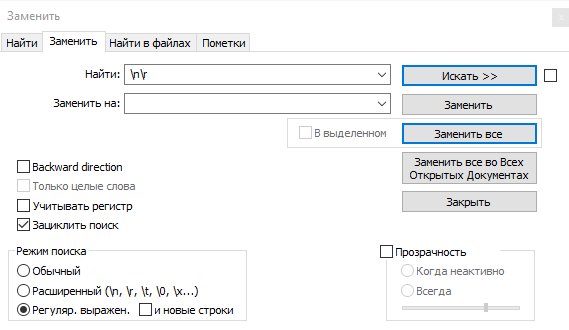 Заменить
Найти Заменить Найти в файлах Пометки
Найти: \n\r Искать >>
Заменить на: Заменить
В выделенном Заменить все
Backward direction Заменить все во Всех
Открытых Документах
Только целые слова
Учитывать регистр Закрыть
Зациклить поиск
Режим поиска Прозрачность
Обычный Когда неактивно
Расширенный (\n, \r, \t, \0, \x...) Всегда
Регуляр. выражен. и новые строки